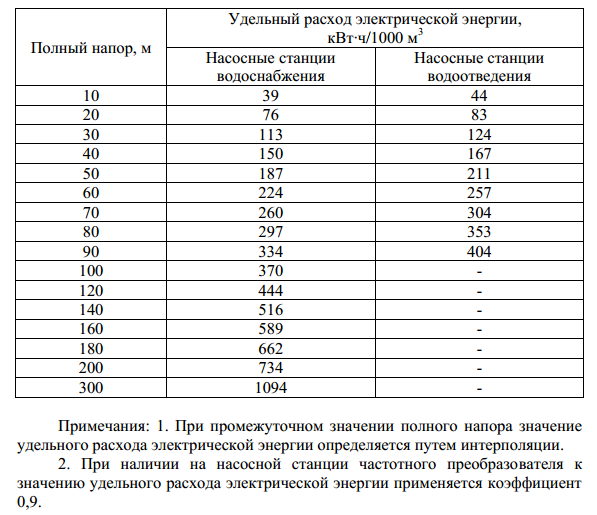 Полный напор, м
Удельный расход электрической энергии,
кВт·ч/1000 м³
Насосные станции
водоснабжения
Насосные станции
водоотведения
10 39 44
20 76 83
30 113 124
40 150 167
50 187 211
60 224 257
70 260 304
80 297 353
90 334 404
100 370 -
120 444 -
140 516 -
160 589 -
180 662 -
200 734 -
300 1094 -
Примечания: 1. При промежуточном значении полного напора значение
удельного расхода электрической энергии определяется путем интерполяции.
2. При наличии на насосной станции частотного преобразователя к
значению удельного расхода электрической энергии применяется коэффициент
0,9.